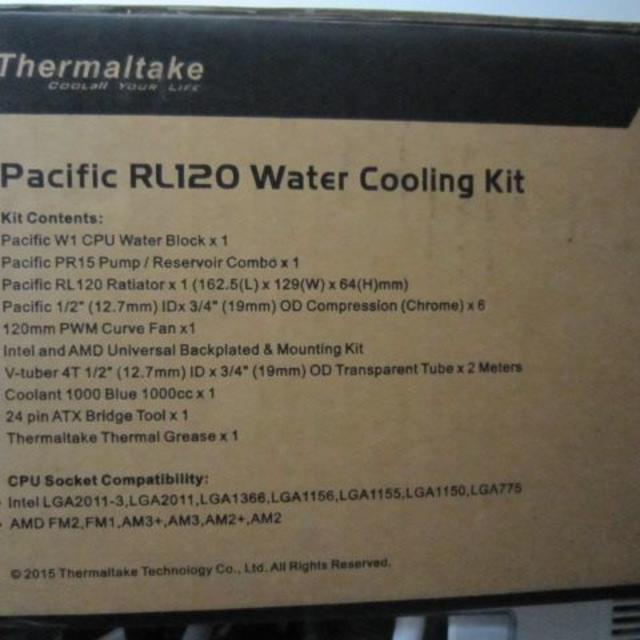 Thermaltake
COOLall YOUR LIFE
Pacific RL120 Water Cooling Kit
Kit Contents:
Pacific W1 CPU Water Block x 1
Pacific PR15 Pump / Reservoir Combo x 1
Pacific RL120 Ratiator x 1 (162.5(L) x 129(W) x 64(H)mm)
Pacific 1/2" (12.7mm) IDx 3/4" (19mm) OD Compression (Chrome) x 6
120mm PWM Curve Fan x1
Intel and AMD Universal Backplated & Mounting Kit
V-tuber 4T 1/2" (12.7mm) ID x 3/4" (19mm) OD Transparent Tube x 2 Meters
Coolant 1000 Blue 1000cc x 1
24 pin ATX Bridge Tool x 1
Thermaltake Thermal Grease x 1
CPU Socket Compatibility:
Intel LGA2011-3,LGA2011,LGA1366,LGA1156,LGA1155,LGA1150,LGA775
AMD FM2,FM1,AM3+,AM3,AM2+,AM2
© 2015 Thermaltake Technology Co., Ltd. All Rights Reserved.